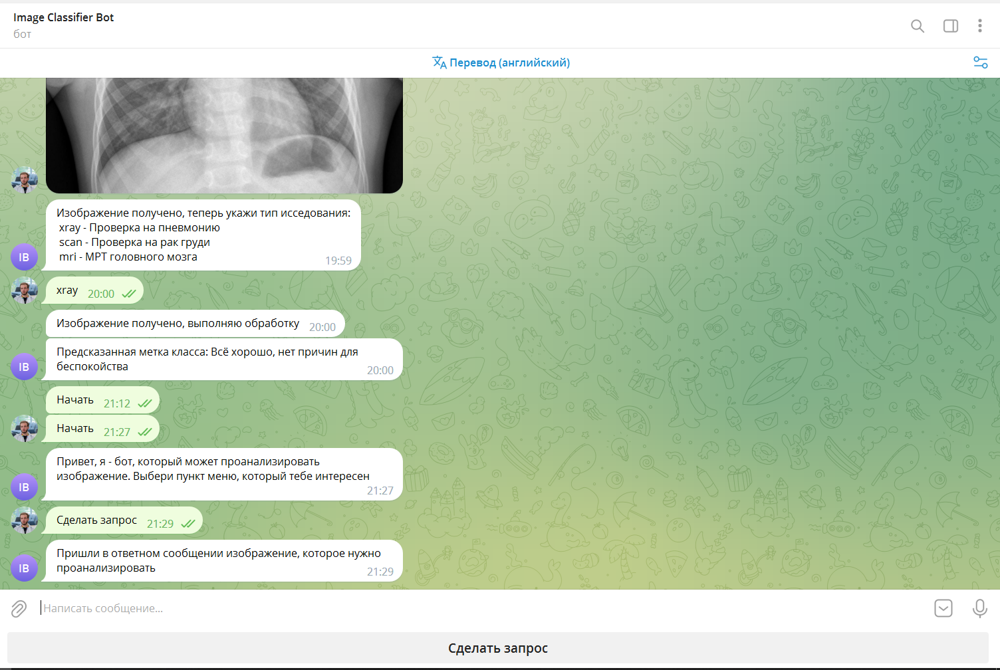 Image Classifier Bot
бот
Перевод (английский)
Изображение получено, теперь укажи тип исседования:
xray - Проверка на пневмонию
scan - Проверка на рак груди
mri - МРТ головного мозга
19:59
IB
xray 20:00
Изображение получено, выполняю обработку 20:00
Предсказанная метка класса: Всё хорошо, нет причин для
беспокойства
20:00
IB
Начать 21:12
Начать 21:27
Привет, я - бот, который может проанализировать
изображение. Выбери пункт меню, который тебе интересен
21:27
IB
Сделать запрос 21:29
Пришли в ответном сообщении изображение, которое нужно
проанализировать
21:29
IB
Написать сообщение...
Сделать запрос